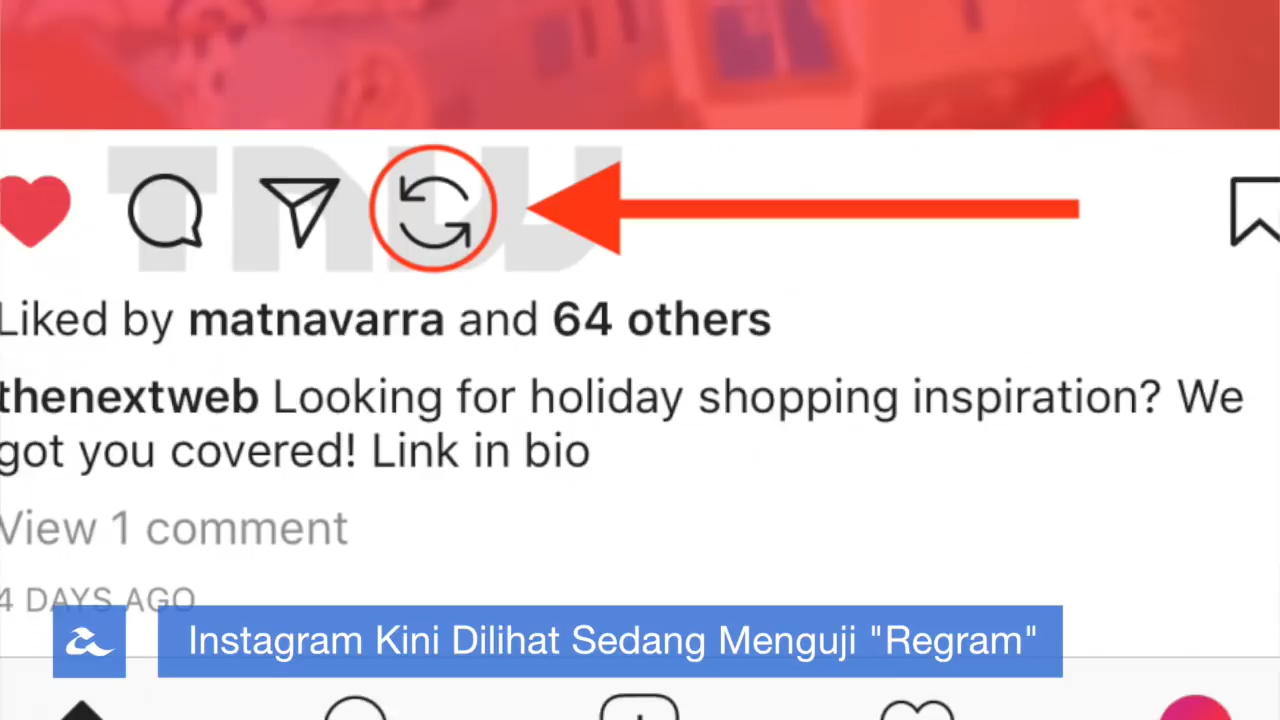 TNW
Liked by matnavarra and 64 others
thenextweb Looking for holiday shopping inspiration? We
got you covered! Link in bio
View 1 comment
4 DAYS AGO
Instagram Kini Dilihat Sedang Menguji "Regram"